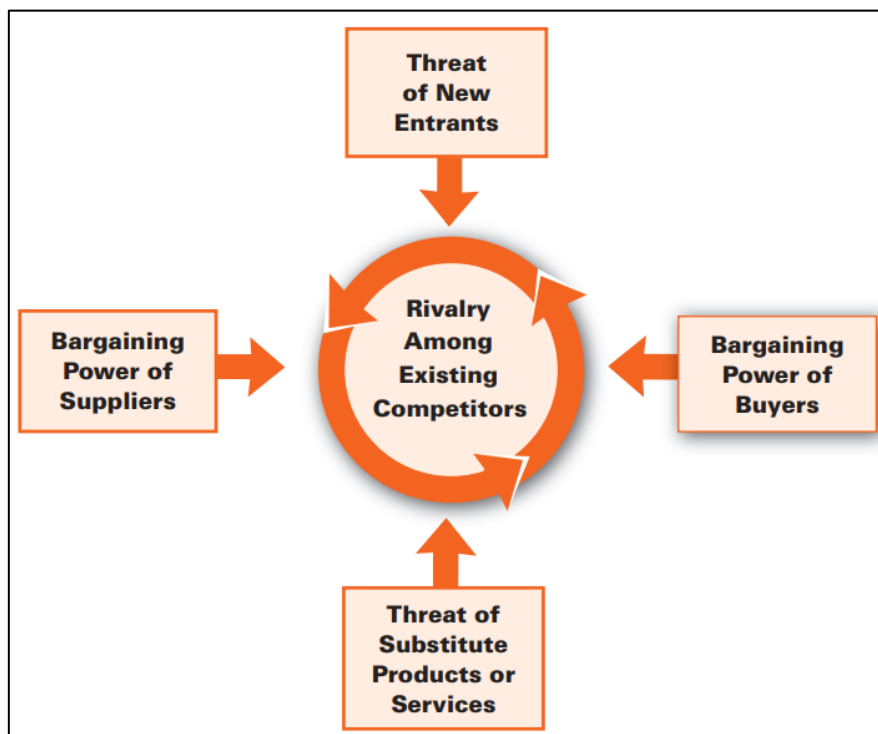 Threat
of New
Entrants
Rivalry
Among
Existing
Competitors
Bargaining
Power of
Suppliers
Bargaining
Power of
Buyers
Threat of
Substitute
Products or
Services